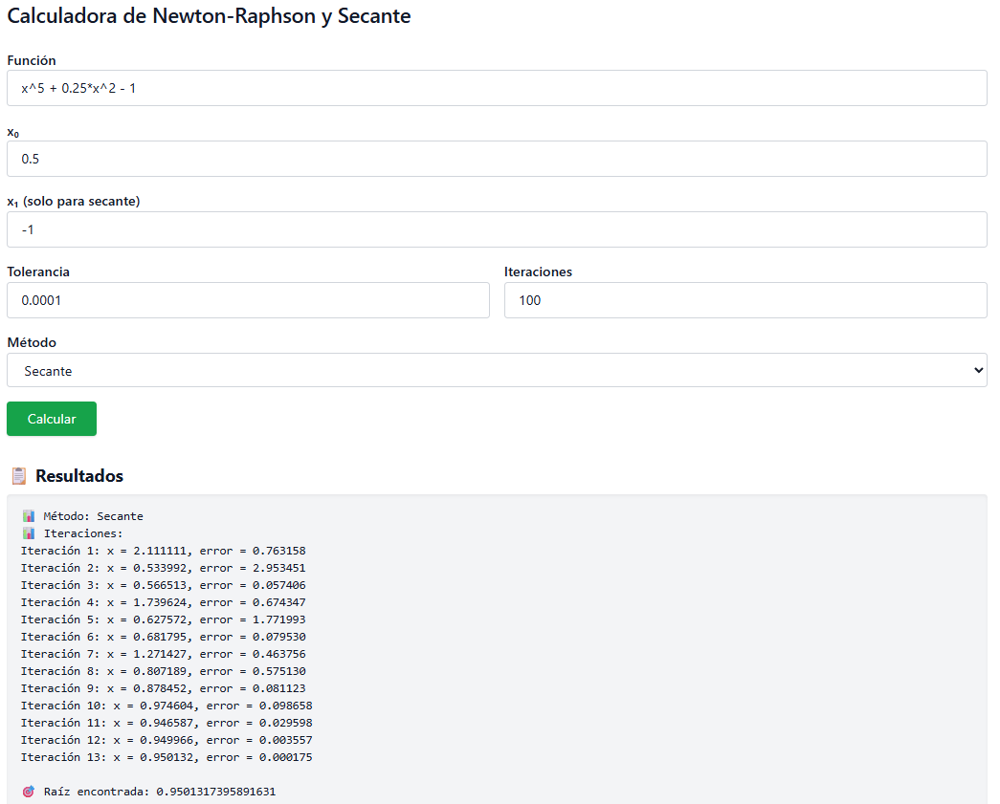 Calculadora de Newton-Raphson y Secante
Función
x^5 + 0.25*x^2 - 1
x₀
0.5
x₁ (solo para secante)
-1
Tolerancia
Iteraciones
0.0001
100
Método
Secante
Calcular
Resultados
Método: Secante
Iteraciones:
Iteración 1: x = 2.111111, error = 0.763158
Iteración 2: x = 0.533992, error = 2.953451
Iteración 3: x = 0.566513, error = 0.057406
Iteración 4: x = 1.739624, error = 0.674347
Iteración 5: x = 0.627572, error = 1.771993
Iteración 6: x = 0.681795, error = 0.079530
Iteración 7: x = 1.271427, error = 0.463756
Iteración 8: x = 0.807189, error = 0.575130
Iteración 9: x = 0.878452, error = 0.081123
Iteración 10: x = 0.974604, error = 0.098658
Iteración 11: x = 0.946587, error = 0.029598
Iteración 12: x = 0.949966, error = 0.003557
Iteración 13: x = 0.950132, error = 0.000175
Raíz encontrada: 0.9501317395891631